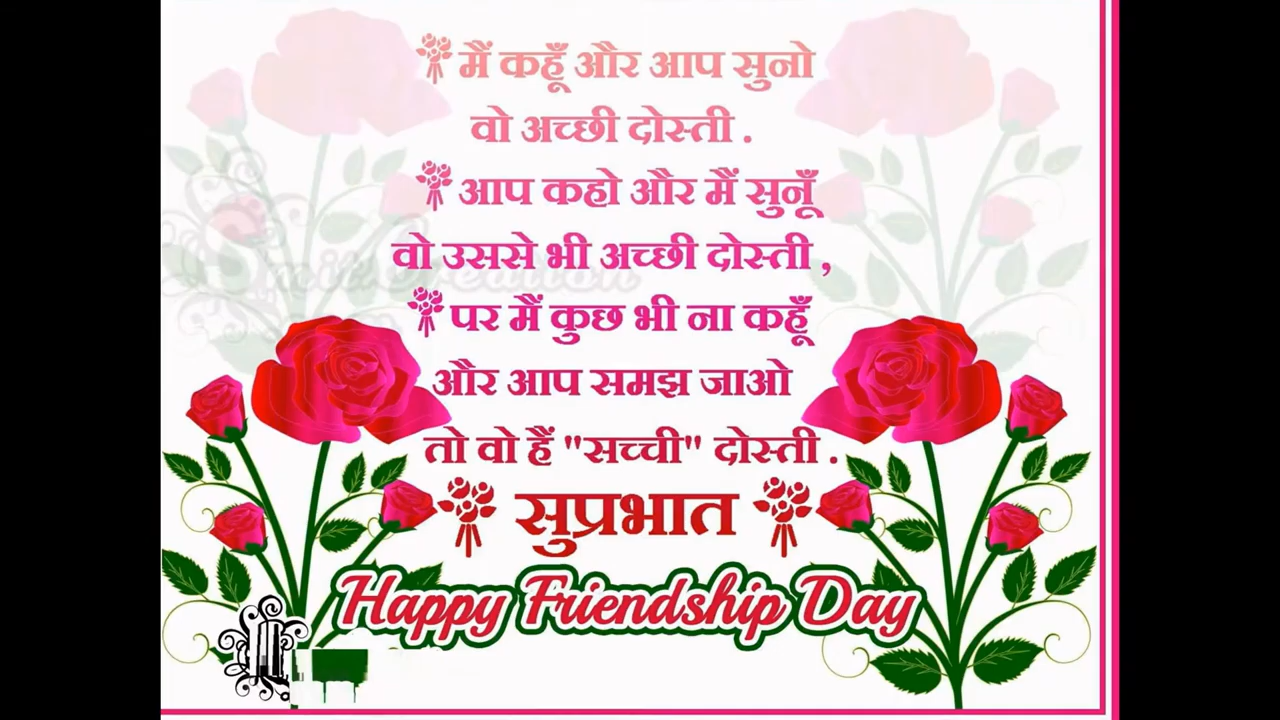 मैं कहूँ और आप सुनो
वो अच्छी दोस्ती .
आप कहो और मैं सुनूँ
वो उससे भी अच्छी दोस्ती ,
पर मैं कुछ भी ना कहूँ
और आप समझ जाओ
तो वो हैं "सच्ची" दोस्ती .
सुप्रभात
Happy Friendship Day